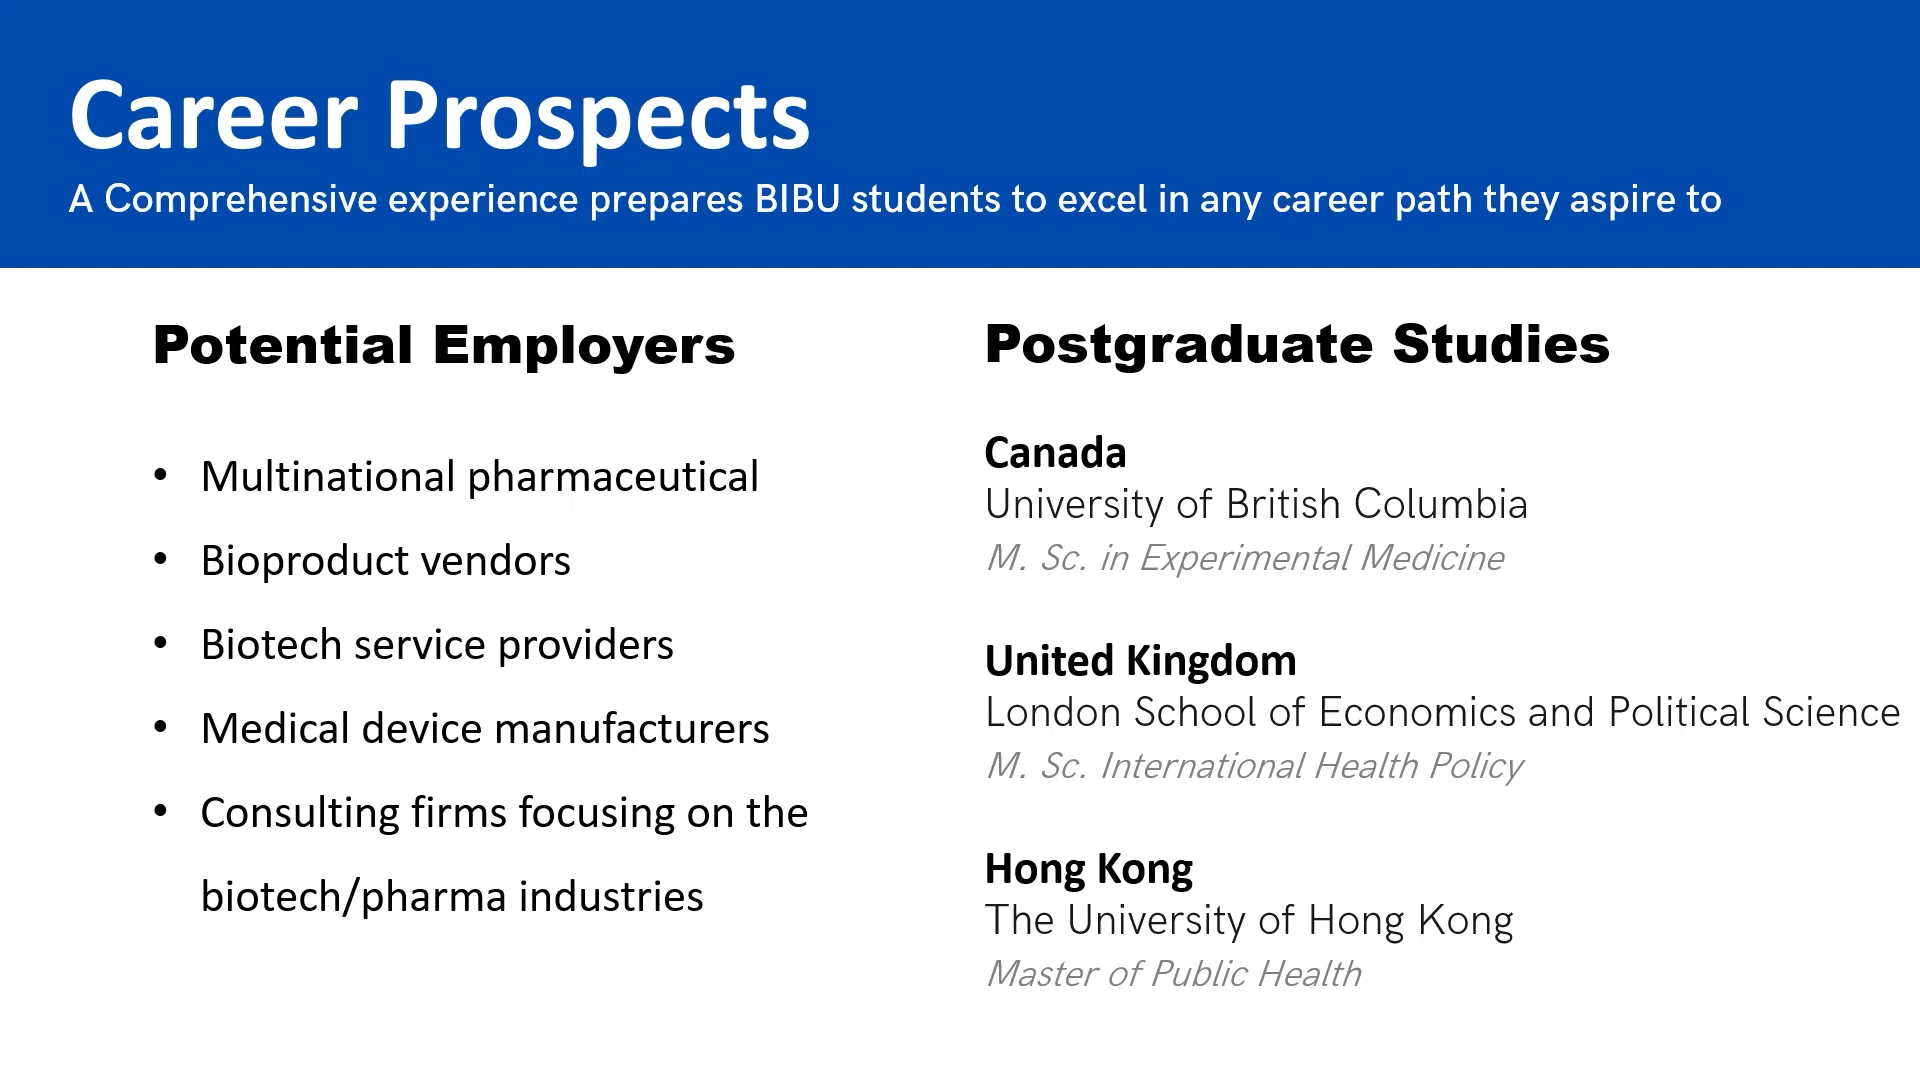 Career Prospects
A Comprehensive experience prepares BIBU students to excel in any career path they aspire to
Potential Employers
• Multinational pharmaceutical
• Bioproduct vendors
• Biotech service providers
• Medical device manufacturers
• Consulting firms focusing on the
biotech/pharma industries
Postgraduate Studies
Canada
University of British Columbia
M. Sc. in Experimental Medicine
United Kingdom
London School of Economics and Political Science
M. Sc. International Health Policy
Hong Kong
The University of Hong Kong
Master of Public Health